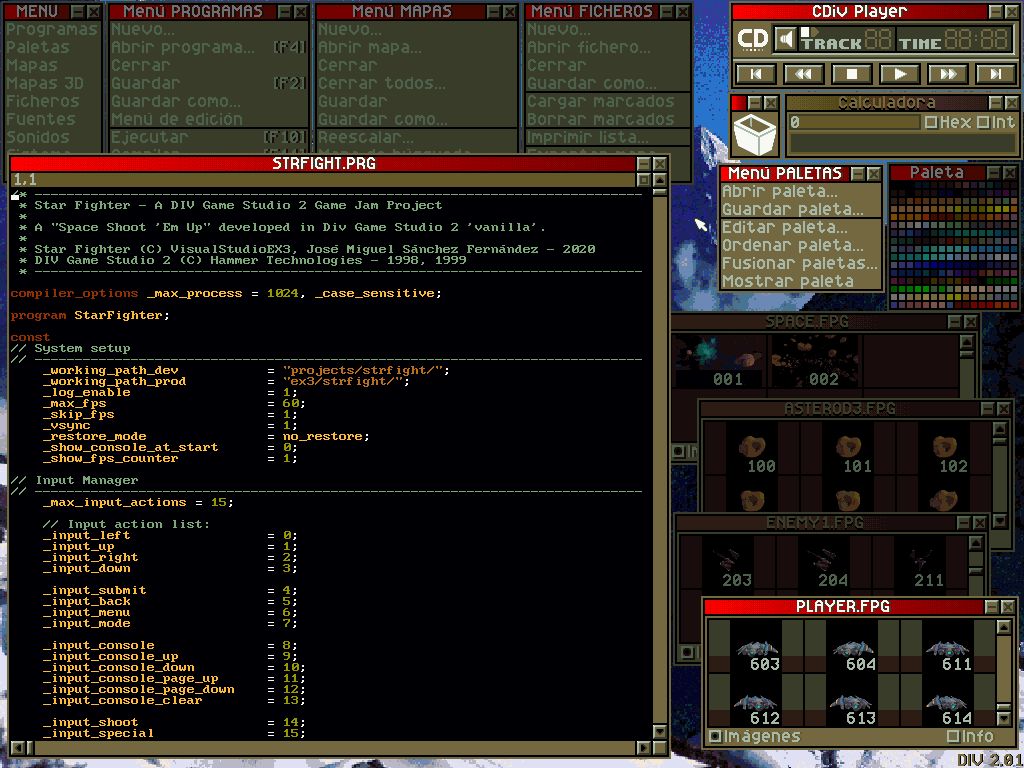 MENU
Programas
Paletas
Mapas
Mapas 3D
Ficheros
Fuentes
Sonidos
Menú PROGRAMAS
Nuevo...
Abrir programa... [F4]
Cerrar
Guardar [F2]
Guardar como...
Menú de edición
Ejecutar [F10]
Menú MAPAS
Nuevo...
Abrir mapa...
Cerrar
Cerrar todos...
Guardar
Guardar como...
Reescalar...
Menú FICHEROS
Nuevo...
Abrir fichero...
Cerrar
Guardar como...
Cargar marcados
Borrar marcados
Imprimir lista...
CDiv Player
CD TRACK 88 TIME 88:88
Calculadora
0 Hex Int
Menú PALETAS
Abrir paleta...
Guardar paleta...
Editar paleta...
Ordenar paleta...
Fusionar paletas...
Mostrar paleta
Paleta
STRFIGHT.PRG
1,1
/* ----------------------------------------------------------------------------
 * Star Fighter - A DIV Game Studio 2 Game Jam Project
 *
 * A "Space Shoot 'Em Up" developed in Div Game Studio 2 'vanilla'.
 *
 * Star Fighter (C) VisualStudioEX3, José Miguel Sánchez Fernández - 2020
 * DIV Game Studio 2 (C) Hammer Technologies - 1998, 1999
 * ----------------------------------------------------------------------------
compiler_options _max_process = 1024, _case_sensitive;
program StarFighter;
const
// System setup
// ----------------------------------------------------------------------------
_working_path_dev = "projects/strfight/";
_working_path_prod = "ex3/strfight/";
_log_enable = 1;
_max_fps = 60;
_skip_fps = 1;
_vsync = 1;
_restore_mode = no_restore;
_show_console_at_start = 0;
_show_fps_counter = 1;
// Input Manager
// ----------------------------------------------------------------------------
_max_input_actions = 15;
// Input action list:
_input_left = 0;
_input_up = 1;
_input_right = 2;
_input_down = 3;
_input_submit = 4;
_input_back = 5;
_input_menu = 6;
_input_mode = 7;
_input_console = 8;
_input_console_up = 9;
_input_console_down = 10;
_input_console_page_up = 11;
_input_console_page_down = 12;
_input_console_clear = 13;
_input_shoot = 14;
_input_special = 15;
SPACE.FPG
001 002
ASTEROD3.FPG
100 101 102
ENEMY1.FPG
203 204 211
PLAYER.FPG
603 604 611
612 613 614
Imágenes Info
DIV 2.01